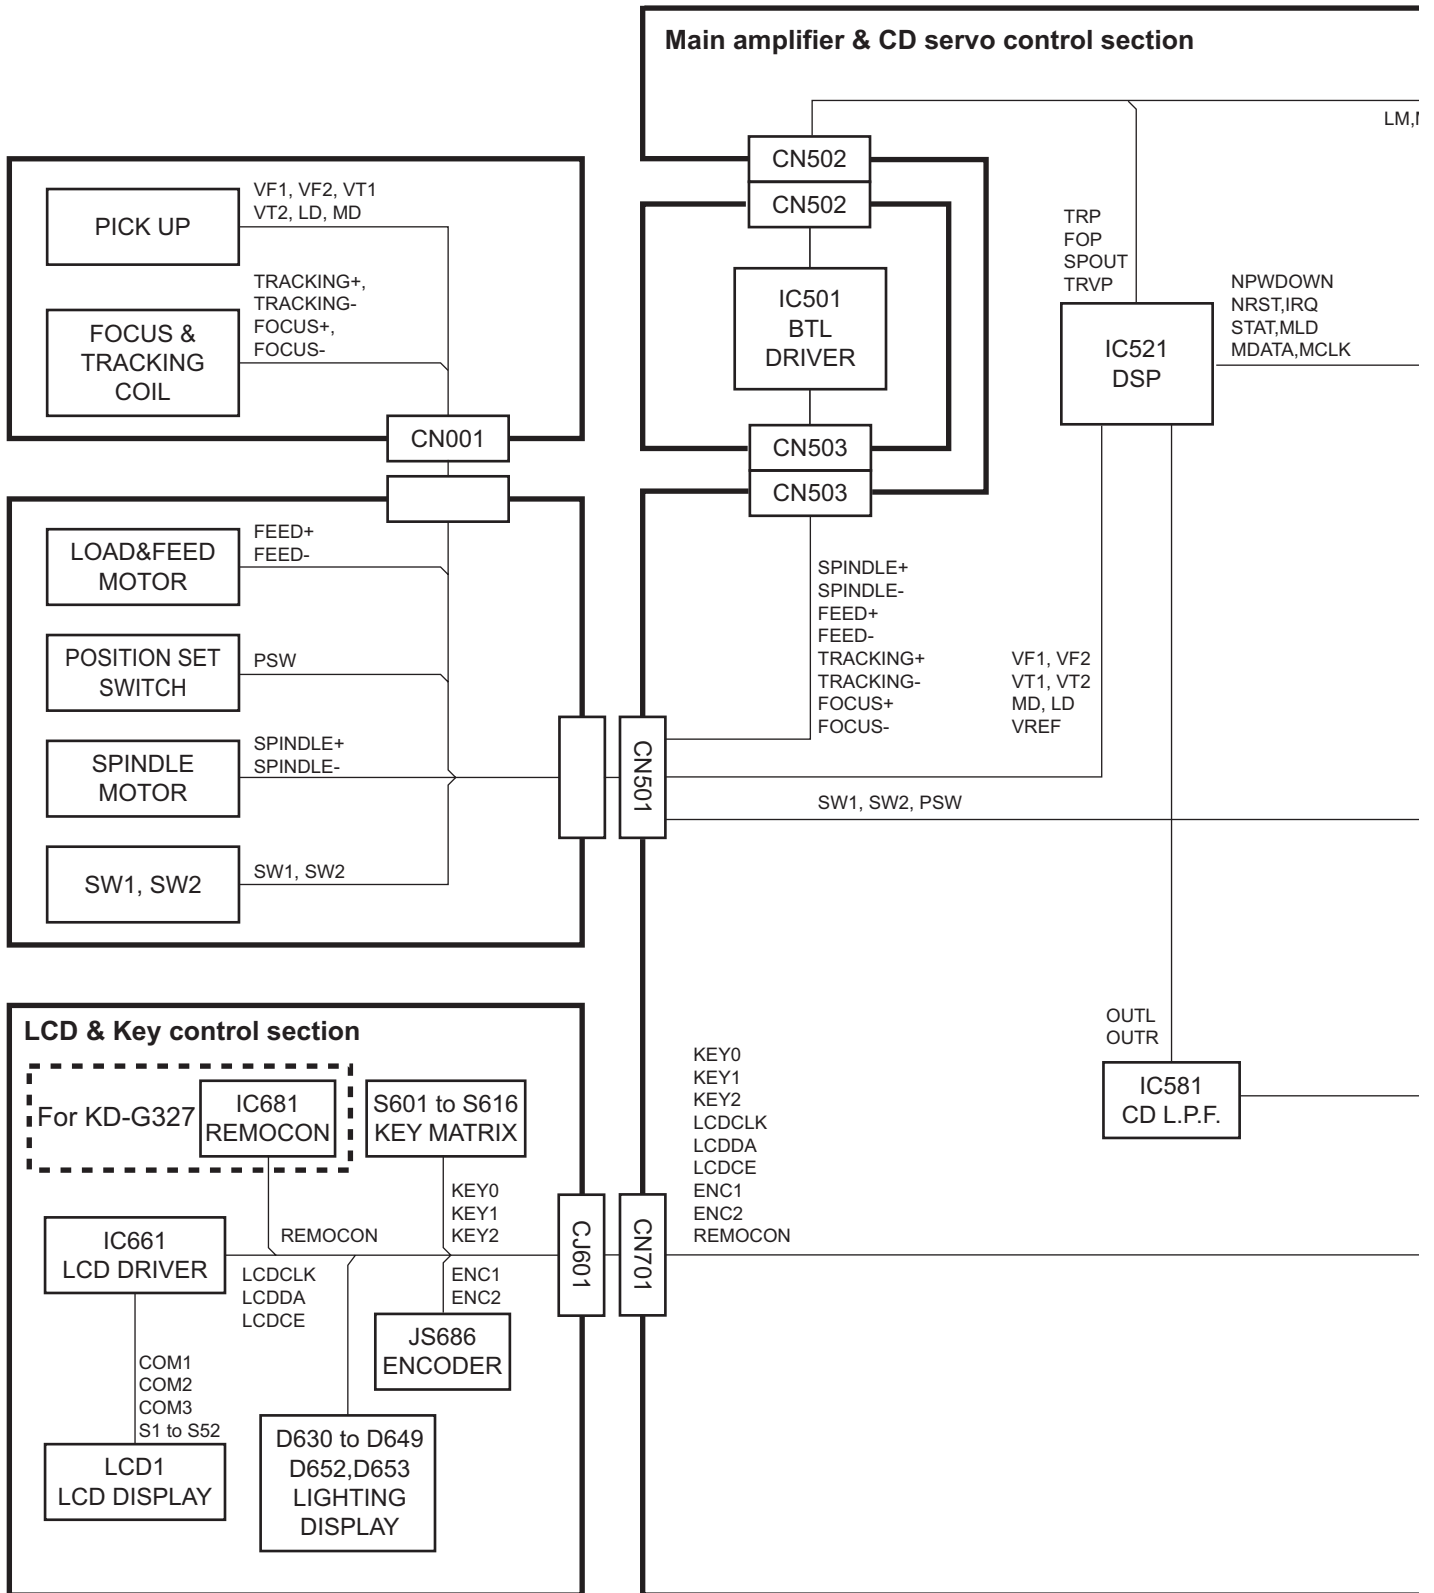 Main amplifier & CD servo control section
LM,
CN502
CN502
IC501
BTL
DRIVER
CN503
CN503
TRP
FOP
SPOUT
TRVP
NPWDOWN
NRST,IRQ
STAT,MLD
MDATA,MCLK
IC521
DSP
PICK UP
VF1, VF2, VT1
VT2, LD, MD
FOCUS &
TRACKING
COIL
TRACKING+,
TRACKING-
FOCUS+,
FOCUS-
CN001
LOAD&FEED
MOTOR
FEED+
FEED-
POSITION SET
SWITCH
PSW
SPINDLE
MOTOR
SPINDLE+
SPINDLE-
SW1, SW2
SW1, SW2
CN501
SPINDLE+
SPINDLE-
FEED+
FEED-
TRACKING+
TRACKING-
FOCUS+
FOCUS-
VF1, VF2
VT1, VT2
MD, LD
VREF
SW1, SW2, PSW
OUTL
OUTR
IC581
CD L.P.F.
LCD & Key control section
For KD-G327
IC681
REMOCON
S601 to S616
KEY MATRIX
KEY0
KEY1
KEY2
REMOCON
IC661
LCD DRIVER
LCDCLK
LCDDA
LCDCE
ENC1
ENC2
JS686
ENCODER
COM1
COM2
COM3
S1 to S52
LCD1
LCD DISPLAY
D630 to D649
D652,D653
LIGHTING
DISPLAY
CJ601
CN701
KEY0
KEY1
KEY2
LCDCLK
LCDDA
LCDCE
ENC1
ENC2
REMOCON